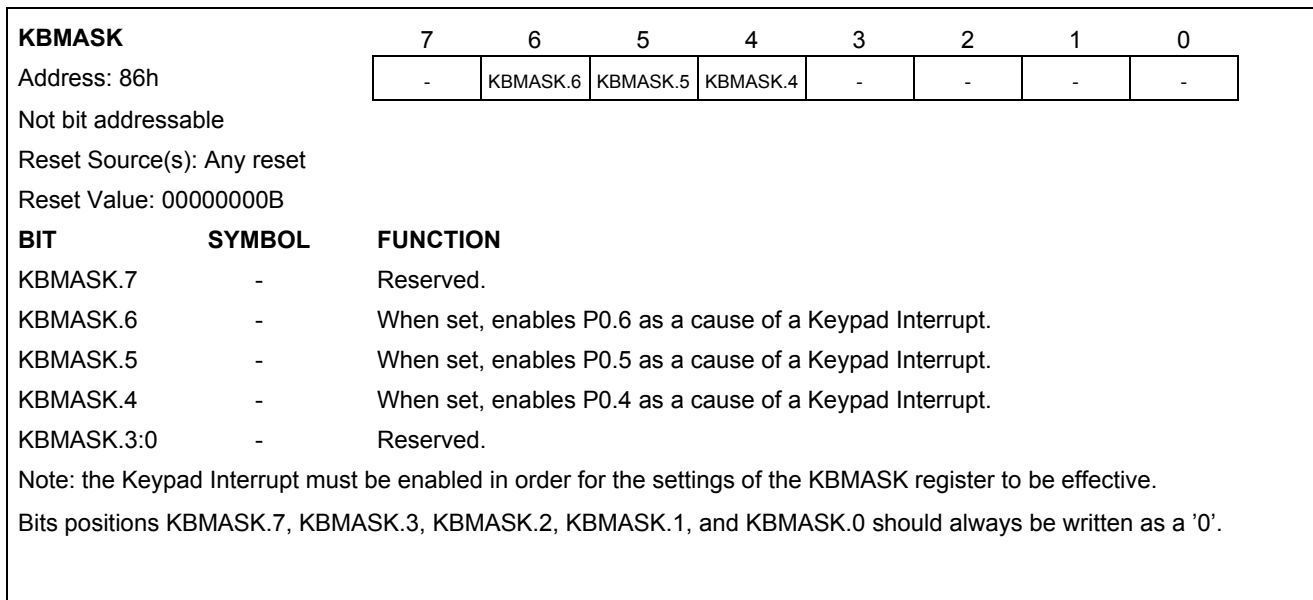 KBMASK 7 6 5 4 3 2 1 0
Address: 86h - KBMASK.6 KBMASK.5 KBMASK.4 - - - -
Not bit addressable
Reset Source(s): Any reset
Reset Value: 00000000B
BIT SYMBOL FUNCTION
KBMASK.7 - Reserved.
KBMASK.6 - When set, enables P0.6 as a cause of a Keypad Interrupt.
KBMASK.5 - When set, enables P0.5 as a cause of a Keypad Interrupt.
KBMASK.4 - When set, enables P0.4 as a cause of a Keypad Interrupt.
KBMASK.3:0 - Reserved.
Note: the Keypad Interrupt must be enabled in order for the settings of the KBMASK register to be effective.
Bits positions KBMASK.7, KBMASK.3, KBMASK.2, KBMASK.1, and KBMASK.0 should always be written as a ’0’.